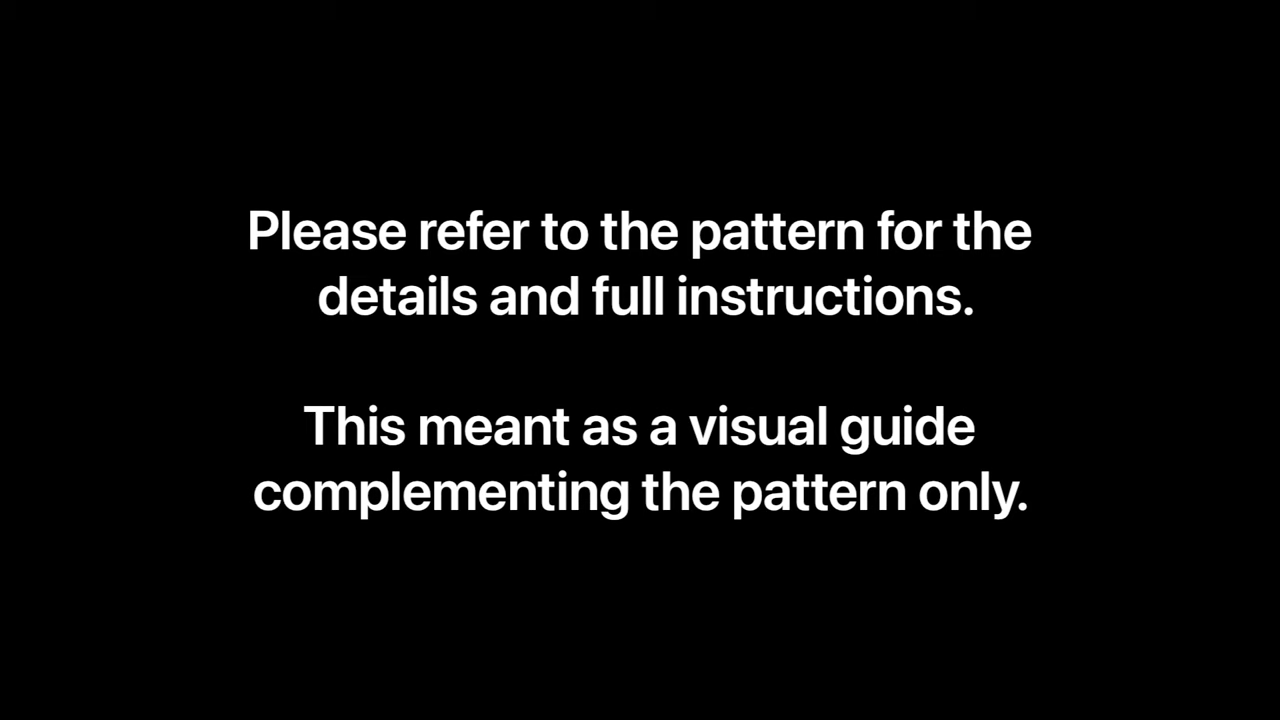 Please refer to the pattern for the
details and full instructions.
This meant as a visual guide
complementing the pattern only.